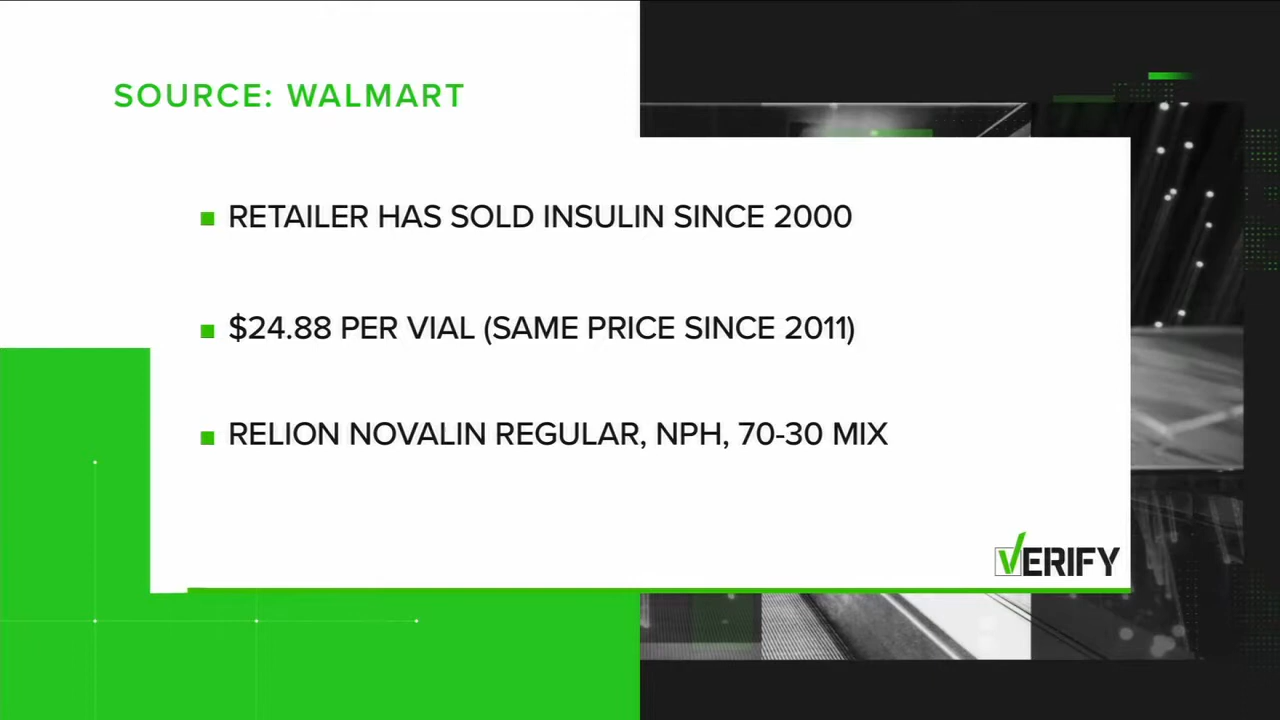 SOURCE: WALMART
RETAILER HAS SOLD INSULIN SINCE 2000
$24.88 PER VIAL (SAME PRICE SINCE 2011)
RELION NOVALIN REGULAR, NPH, 70-30 MIX
VERIFY